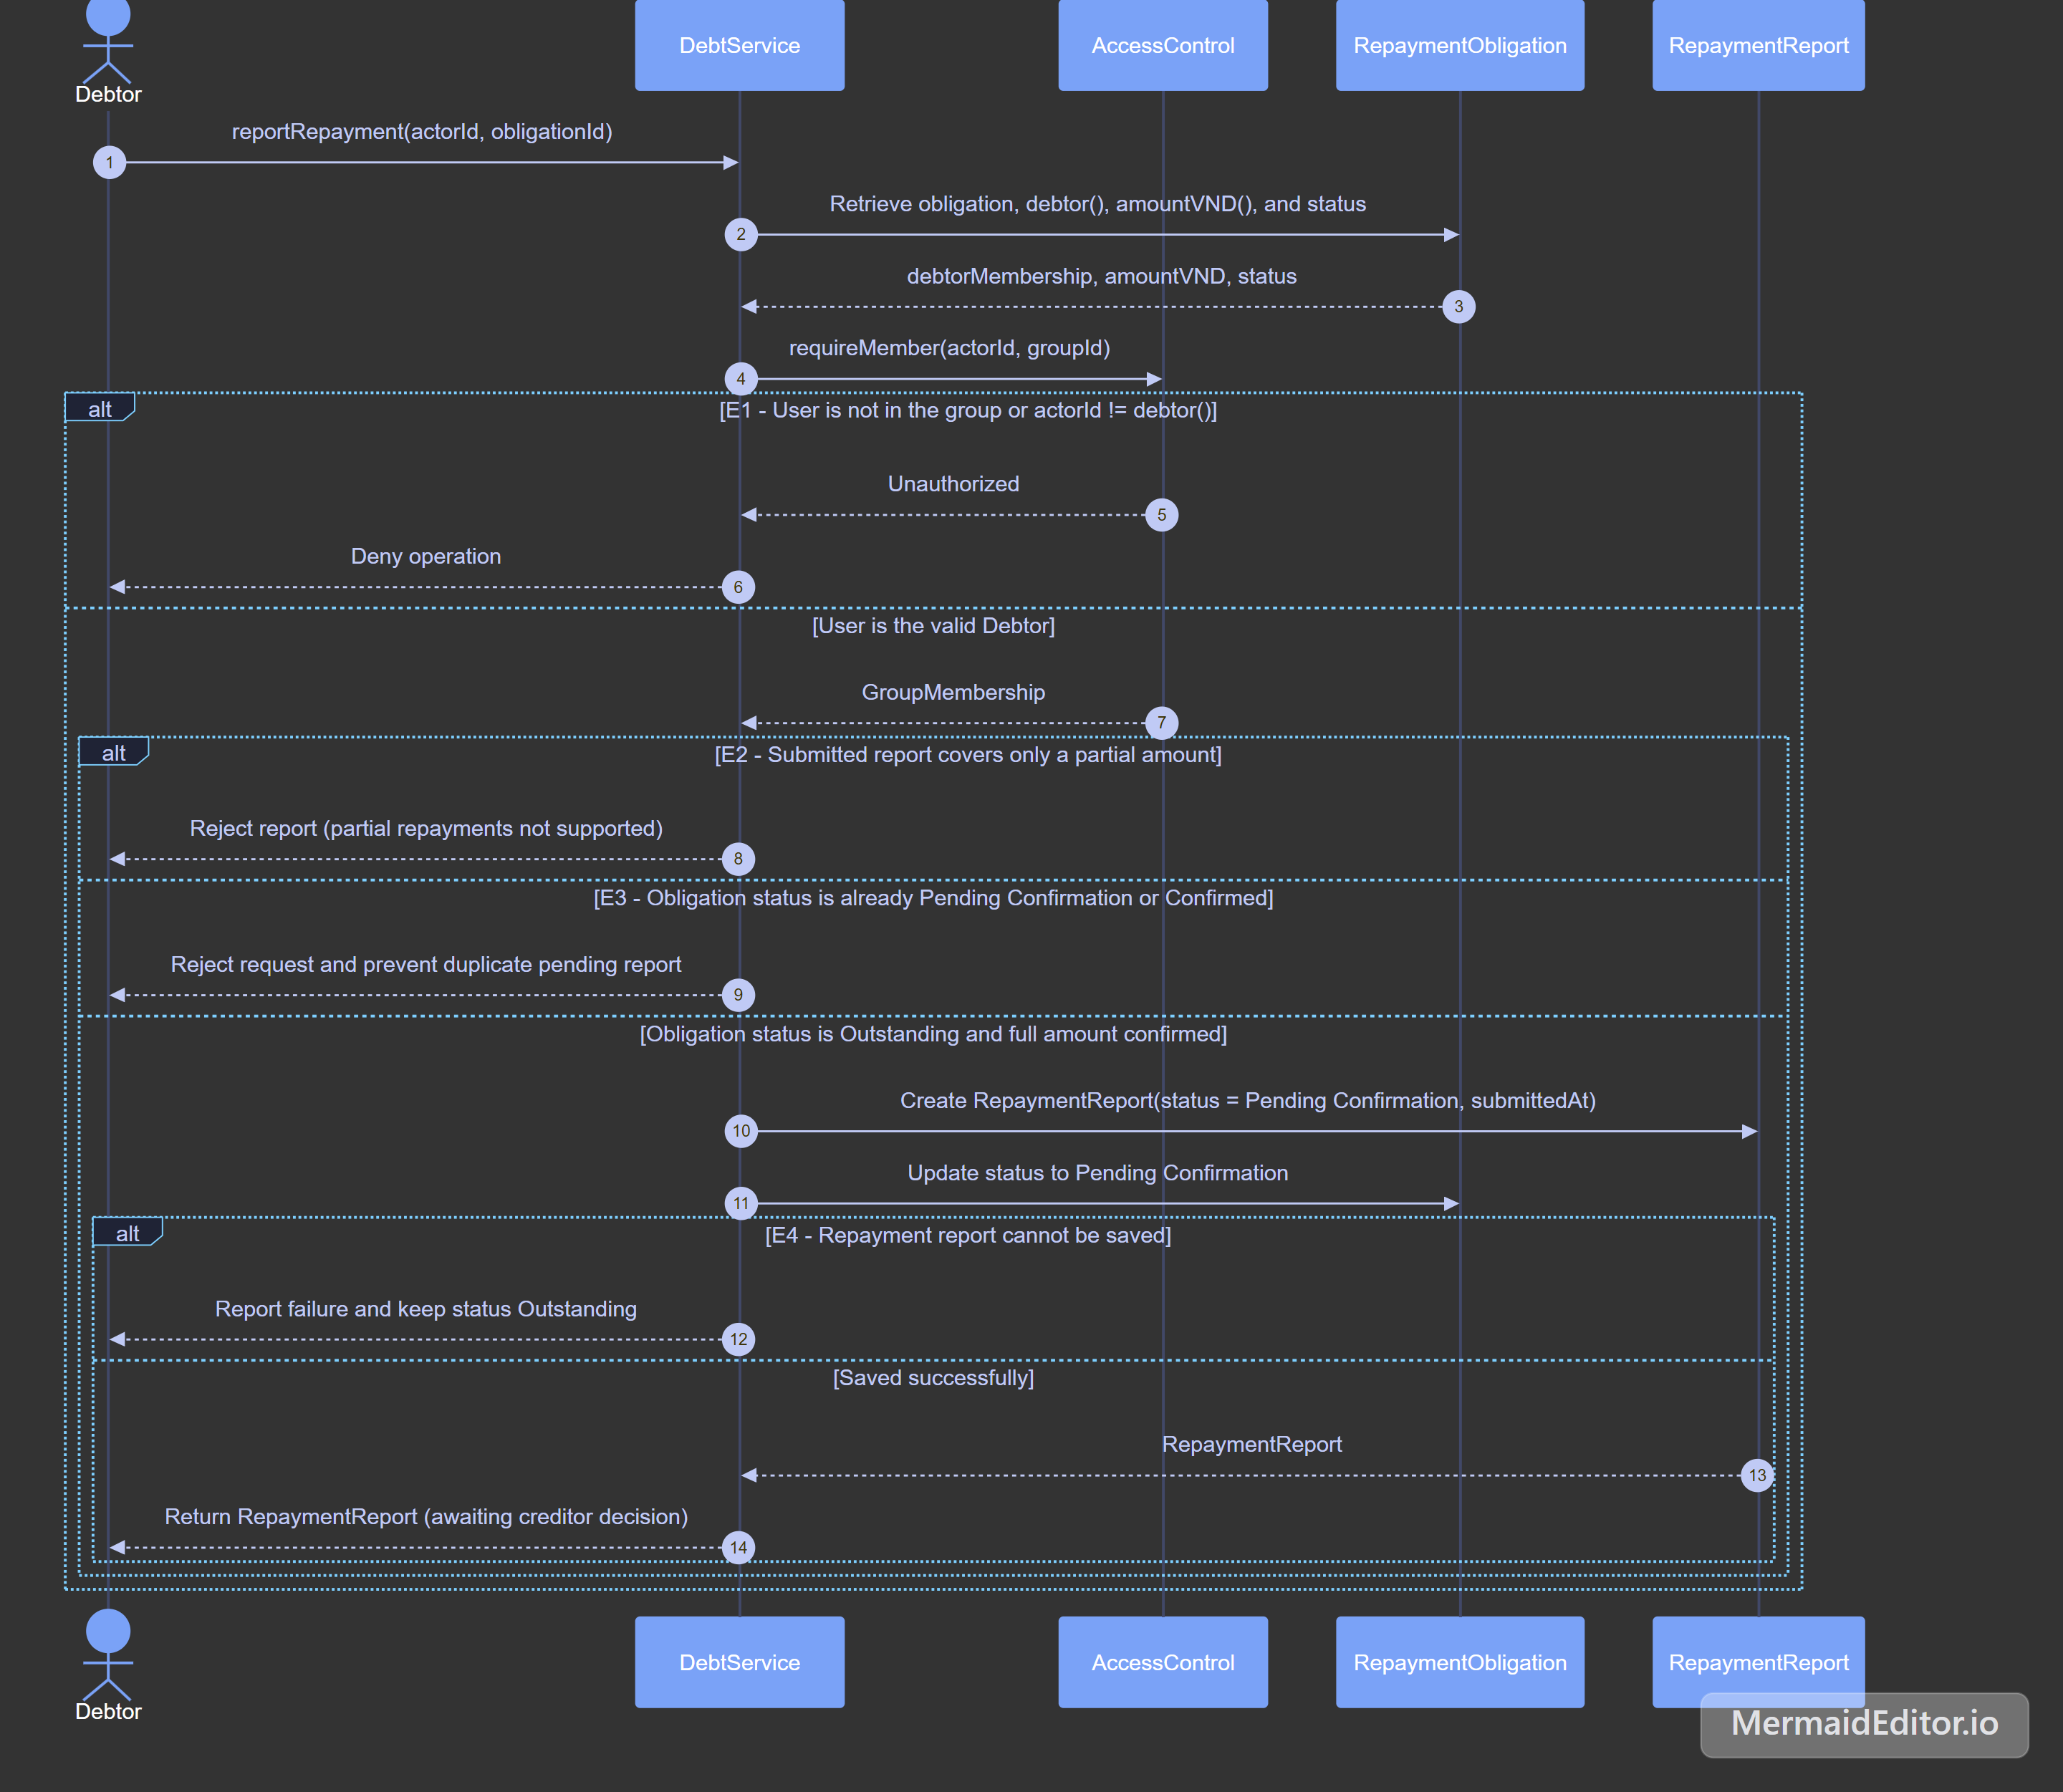 DebtService
AccessControl
RepaymentObligation
RepaymentReport
Debtor
reportRepayment(actorId, obligationId)
1
Retrieve obligation, debtor(), amountVND(), and status
2
debtorMembership, amountVND, status
3
requireMember(actorId, groupId)
4
alt
[E1 - User is not in the group or actorId != debtor()]
Unauthorized
5
Deny operation
6
[User is the valid Debtor]
GroupMembership
7
alt
[E2 - Submitted report covers only a partial amount]
Reject report (partial repayments not supported)
8
[E3 - Obligation status is already Pending Confirmation or Confirmed]
Reject request and prevent duplicate pending report
9
[Obligation status is Outstanding and full amount confirmed]
Create RepaymentReport(status = Pending Confirmation, submittedAt)
10
Update status to Pending Confirmation
11
alt
[E4 - Repayment report cannot be saved]
Report failure and keep status Outstanding
12
[Saved successfully]
RepaymentReport
13
Return RepaymentReport (awaiting creditor decision)
14
DebtService
AccessControl
RepaymentObligation
RepaymentReport
Debtor
MermaidEditor.io